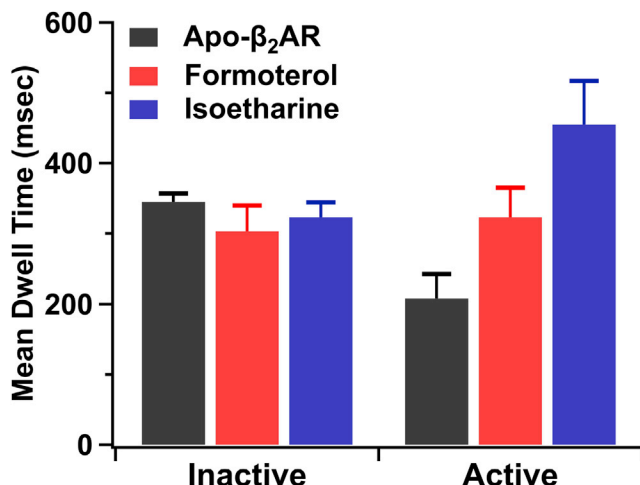 600
400
200
0
Mean Dwell Time (msec)
Apo-β₂AR
Formoterol
Isoetharine
Inactive
Active